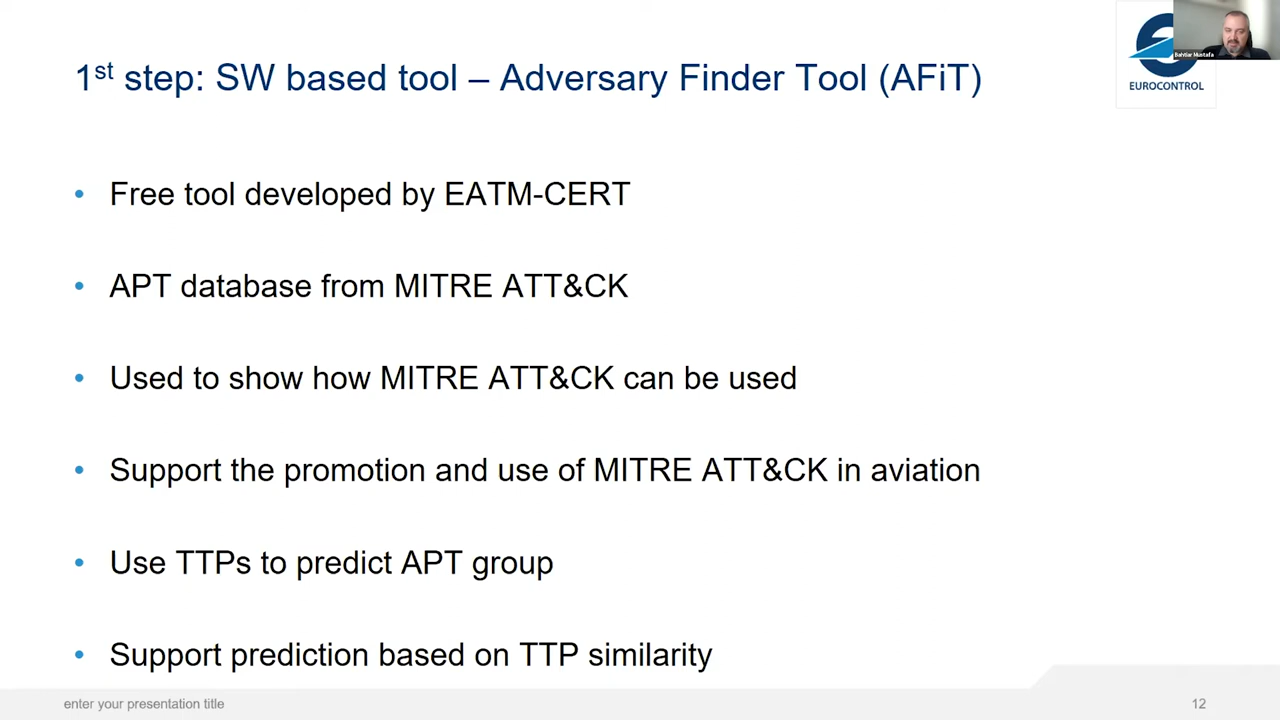 1st step: SW based tool – Adversary Finder Tool (AFiT)
Bahtiar Mustafa
EUROCONTROL
• Free tool developed by EATM-CERT
• APT database from MITRE ATT&CK
• Used to show how MITRE ATT&CK can be used
• Support the promotion and use of MITRE ATT&CK in aviation
• Use TTPs to predict APT group
• Support prediction based on TTP similarity
enter your presentation title
12